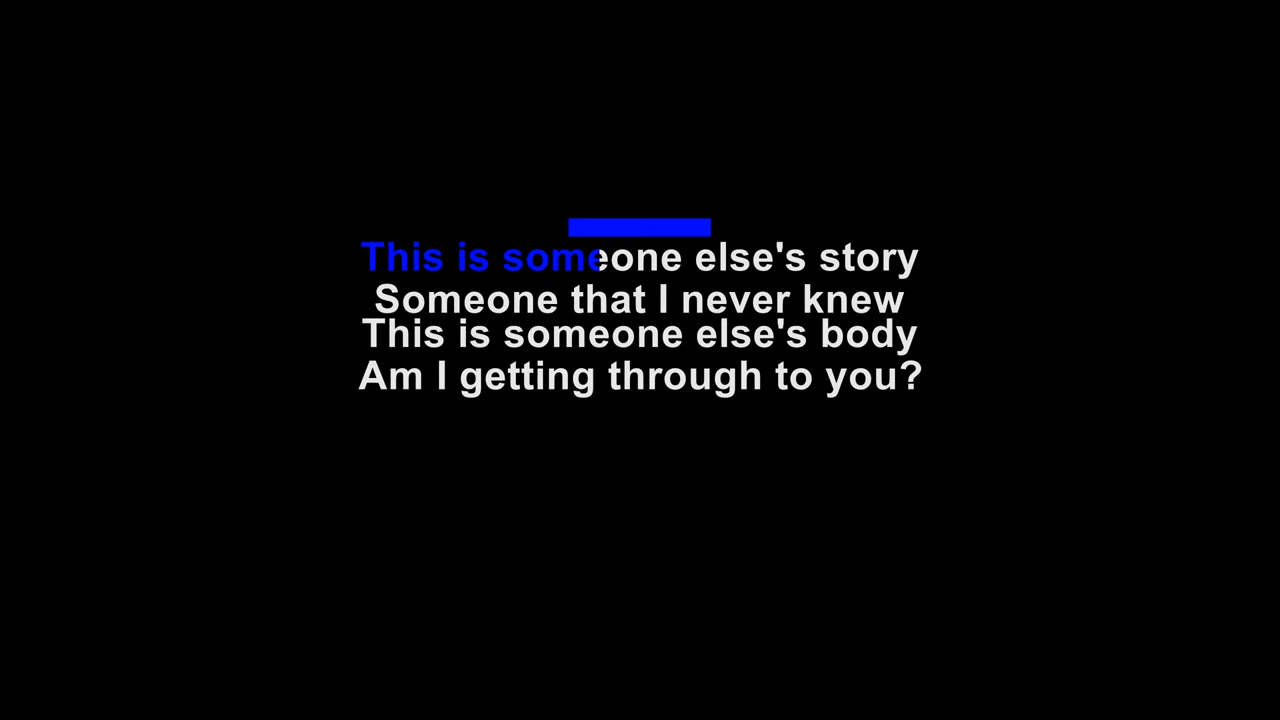 This is someone else's story
Someone that I never knew
This is someone else's body
Am I getting through to you?